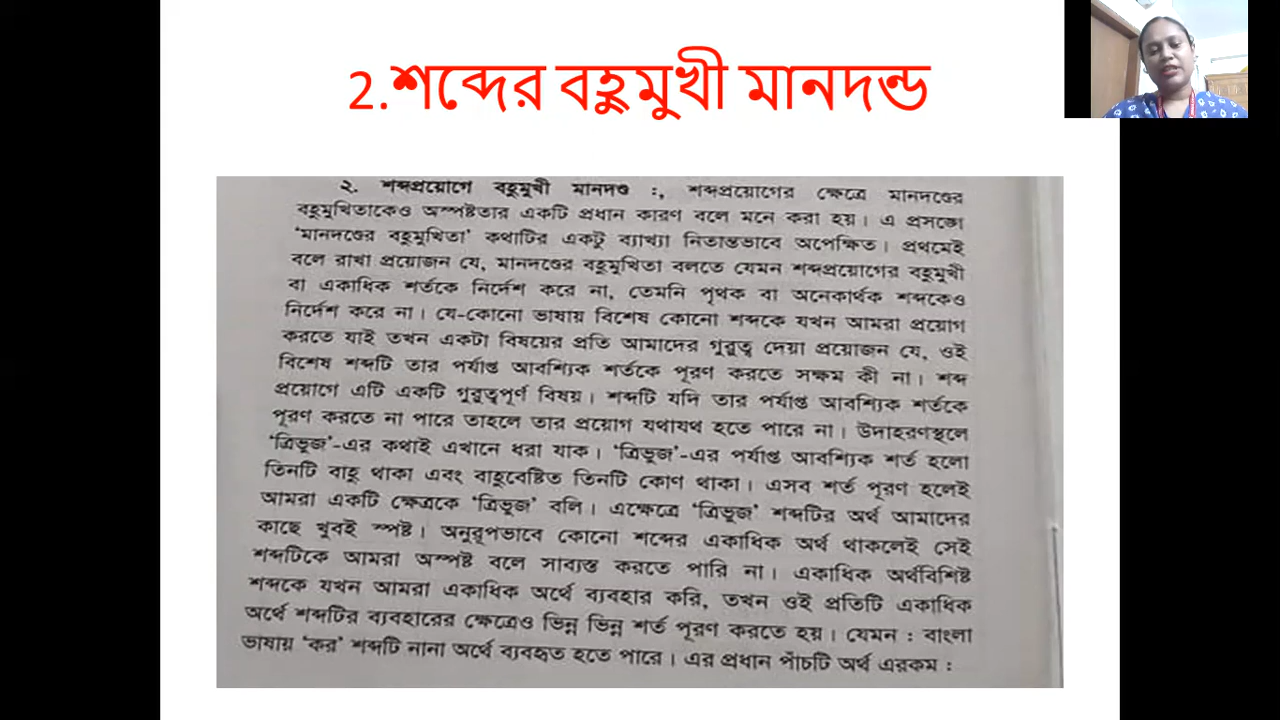 2.শব্দের বহুমুখী মানদন্ড
২. শব্দপ্রয়োগে বহুমুখী মানদণ্ড :, শব্দপ্রয়োগের ক্ষেত্রে মানদণ্ডের
বহুমুখিতাকেও অস্পষ্টতার একটি প্রধান কারণ বলে মনে করা হয়। এ প্রসঙ্গে
'মানদণ্ডের বহুমুখিতা' কথাটির একটু ব্যাখ্যা নিতান্তভাবে অপেক্ষিত। প্রথমেই
বলে রাখা প্রয়োজন যে, মানদণ্ডের বহুমুখিতা বলতে যেমন শব্দপ্রয়োগের বহুমুখী
বা একাধিক শর্তকে নির্দেশ করে না, তেমনি পৃথক বা অনেকার্থক শব্দকেও
নির্দেশ করে না। যে-কোনো ভাষায় বিশেষ কোনো শব্দকে যখন আমরা প্রয়োগ
করতে যাই তখন একটা বিষয়ের প্রতি আমাদের গুরুত্ব দেয়া প্রয়োজন যে, ওই
বিশেষ শব্দটি তার পর্যাপ্ত আবশ্যিক শর্তকে পূরণ করতে সক্ষম কী না। শব্দ
প্রয়োগে এটি একটি গুরুত্বপূর্ণ বিষয়। শব্দটি যদি তার পর্যাপ্ত আবশ্যিক শর্তকে
পূরণ করতে না পারে তাহলে তার প্রয়োগ যথাযথ হতে পারে না। উদাহরণস্থলে
'ত্রিভুজ'-এর কথাই এখানে ধরা যাক। 'ত্রিভুজ'-এর পর্যাপ্ত আবশ্যিক শর্ত হলো
তিনটি বাহু থাকা এবং বাহুবেষ্টিত তিনটি কোণ থাকা। এসব শর্ত পূরণ হলেই
আমরা একটি ক্ষেত্রকে 'ত্রিভুজ' বলি। এক্ষেত্রে 'ত্রিভুজ' শব্দটির অর্থ আমাদের
কাছে খুবই স্পষ্ট। অনুরূপভাবে কোনো শব্দের একাধিক অর্থ থাকলেই সেই
শব্দটিকে আমরা অস্পষ্ট বলে সাব্যস্ত করতে পারি না। একাধিক অর্থবিশিষ্ট
শব্দকে যখন আমরা একাধিক অর্থে ব্যবহার করি, তখন ওই প্রতিটি একাধিক
অর্থে শব্দটির ব্যবহারের ক্ষেত্রেও ভিন্ন ভিন্ন শর্ত পূরণ করতে হয়। যেমন : বাংলা
ভাষায় 'কর' শব্দটি নানা অর্থে ব্যবহৃত হতে পারে। এর প্রধান পাঁচটি অর্থ এরকম :